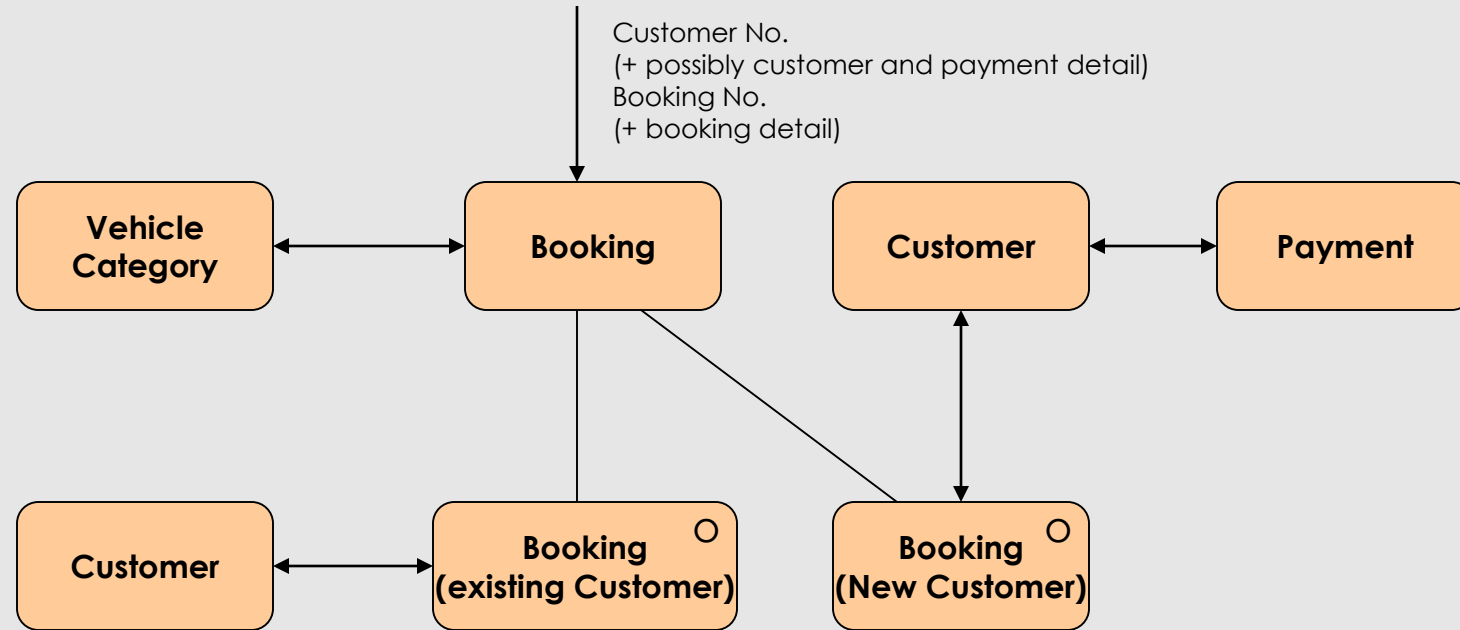 Customer No.
(+ possibly customer and payment detail)
Booking No.
(+ booking detail)
Vehicle
Category
Booking
Customer
Payment
Customer
Booking
(existing Customer)
Booking
(New Customer)